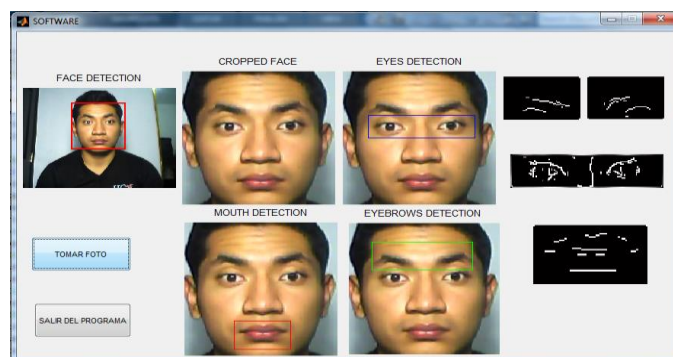 SOFTWARE
FACE DETECTION
CROPPED FACE
EYES DETECTION
MOUTH DETECTION
EYEBROWS DETECTION
TOMAR FOTO
SALIR DEL PROGRAMA